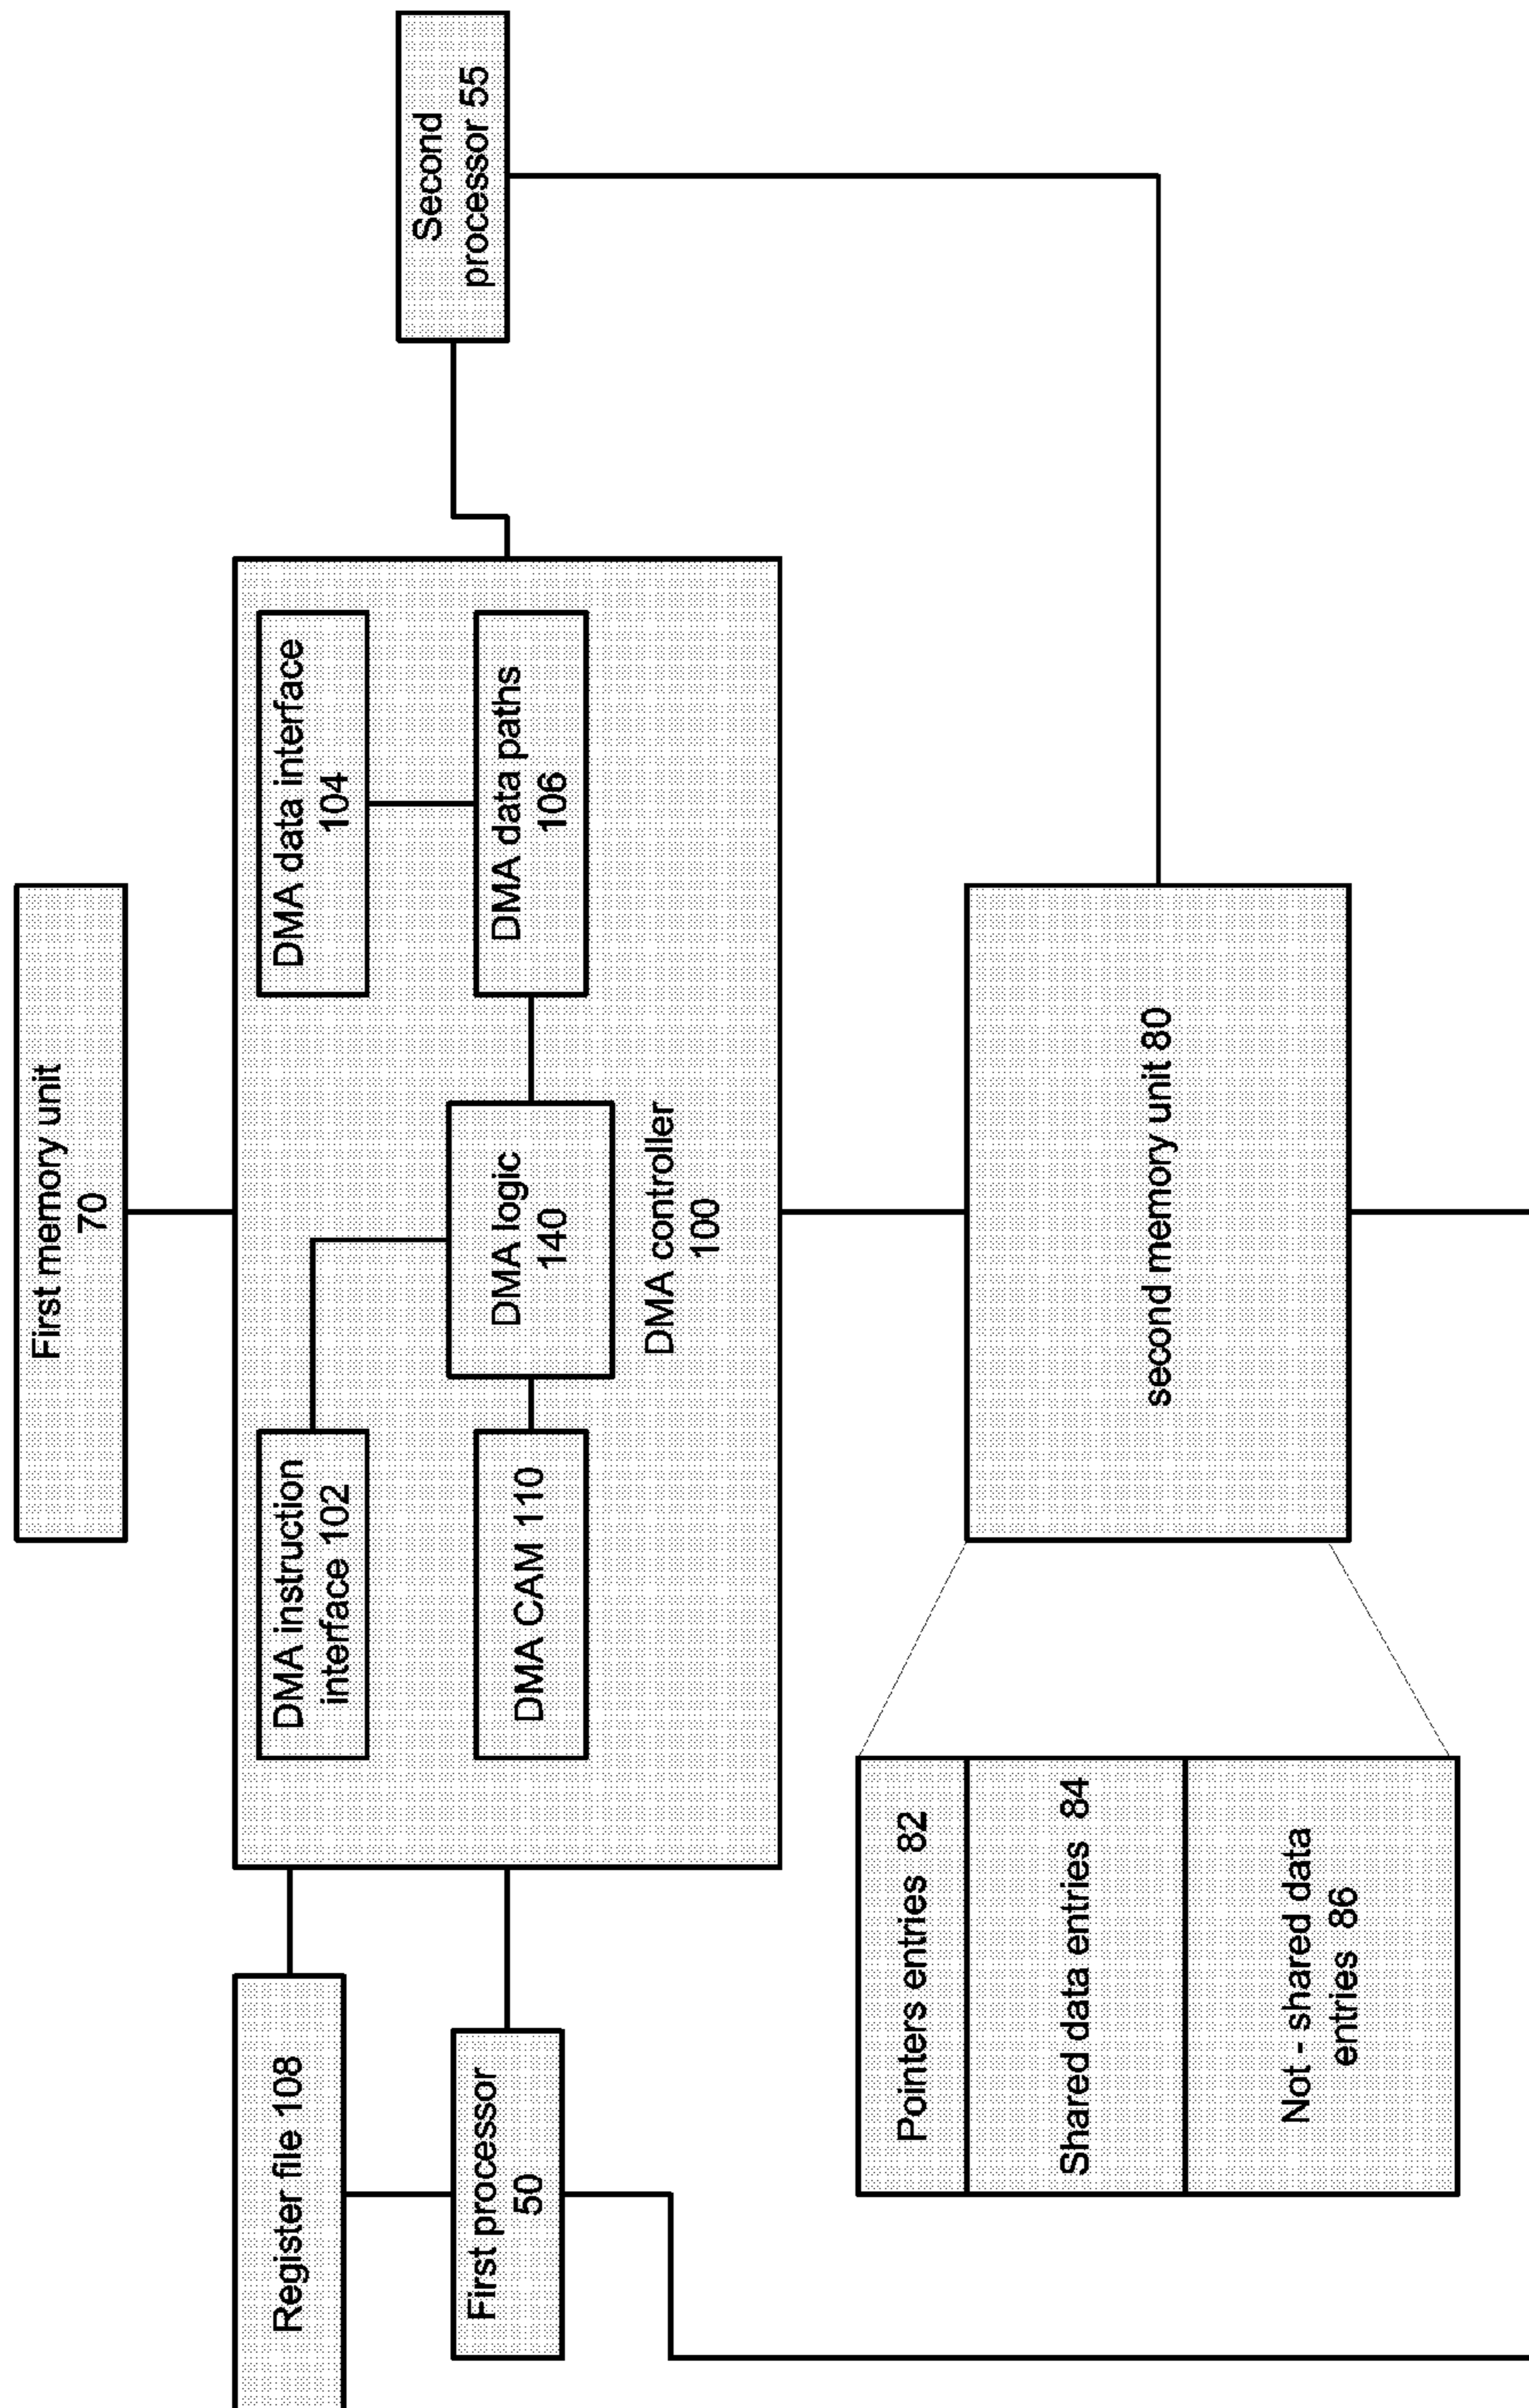 First memory unit
70
Register file 108
First processor
50
DMA instruction
interface 102
DMA CAM 110
DMA logic
140
DMA data interface
104
DMA data paths
106
DMA controller
100
Second
processor 55
Pointers entries 82
Shared data entries 84
Not - shared data
entries 86
second memory unit 80